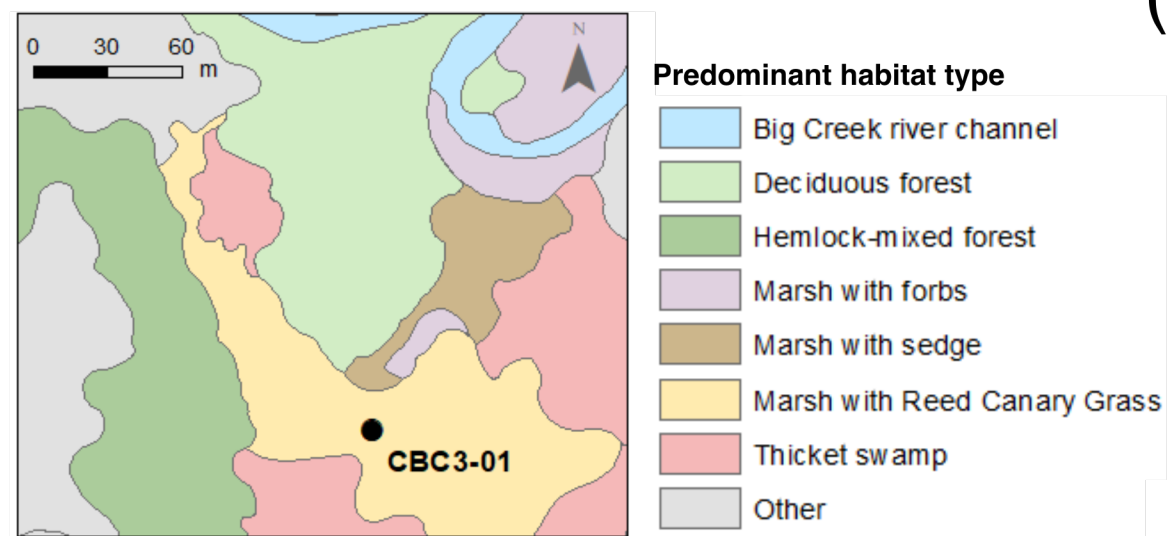 (
N
0 30 60
m
Predominant habitat type
Big Creek river channel
Deciduous forest
Hemlock-mixed forest
Marsh with forbs
Marsh with sedge
Marsh with Reed Canary Grass
Thicket swamp
Other
CBC3-01